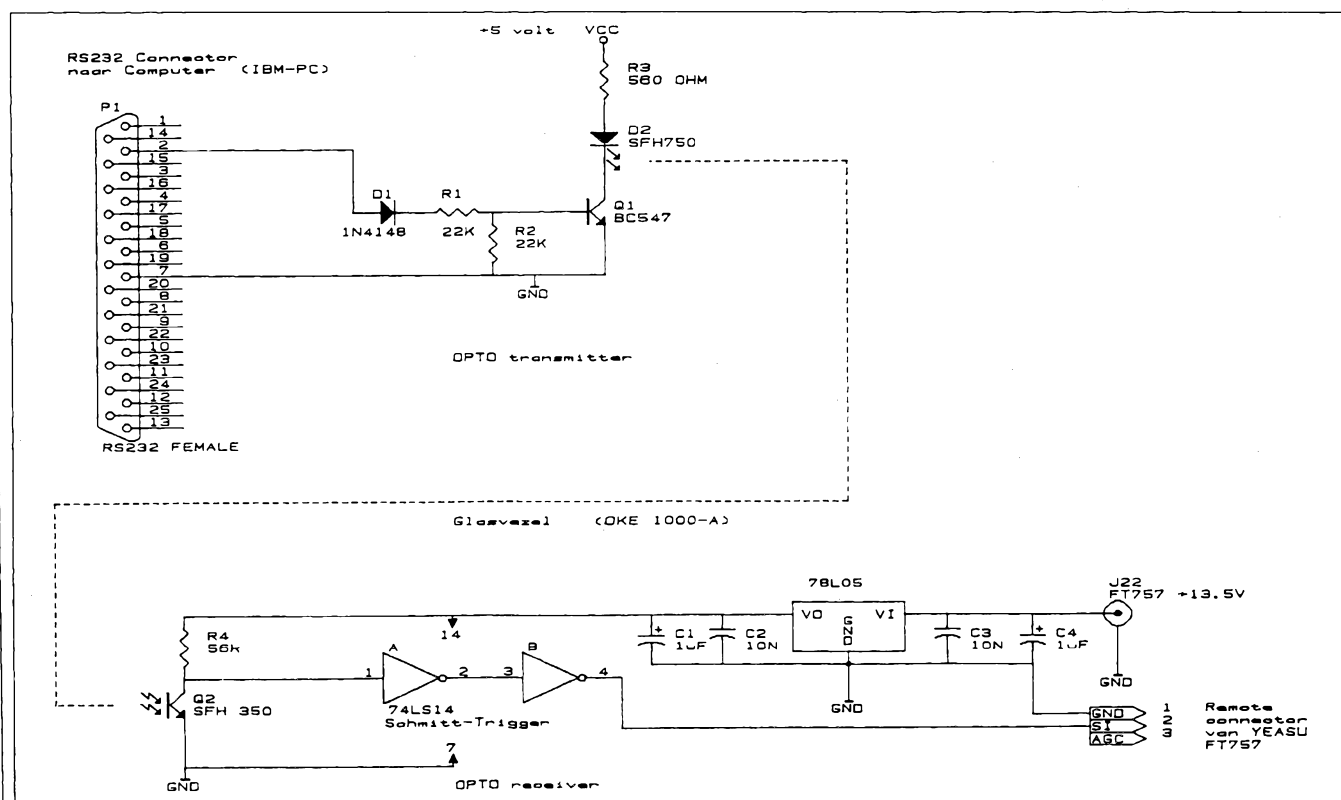 +5 volt VCC
RS232 Connector
naar Computer (IBM-PC)
R3
560 OHM
P1
1
14
2
15
3
16
4
17
5
18
6
19
7
20
8
21
9
22
10
23
11
24
12
25
13
RS232 FEMALE
D2
SFH750
D1
1N4148
R1
22K
R2
22K
Q1
BC547
GND
OPTO transmitter
Glasvezel (OKE 1000-A)
78L05
VO
GND
VI
J22
FT757 +13.5V
R4
56k
14
A
B
1
2
3
4
74LS14
Schmitt-Trigger
C1
1uF
C2
10N
C3
10N
C4
1uF
GND
GND
Q2
SFH 350
GND
7
OPTO receiver
GND 1 Remote
SI 2 connector
AGC 3 van YEASU
FT757